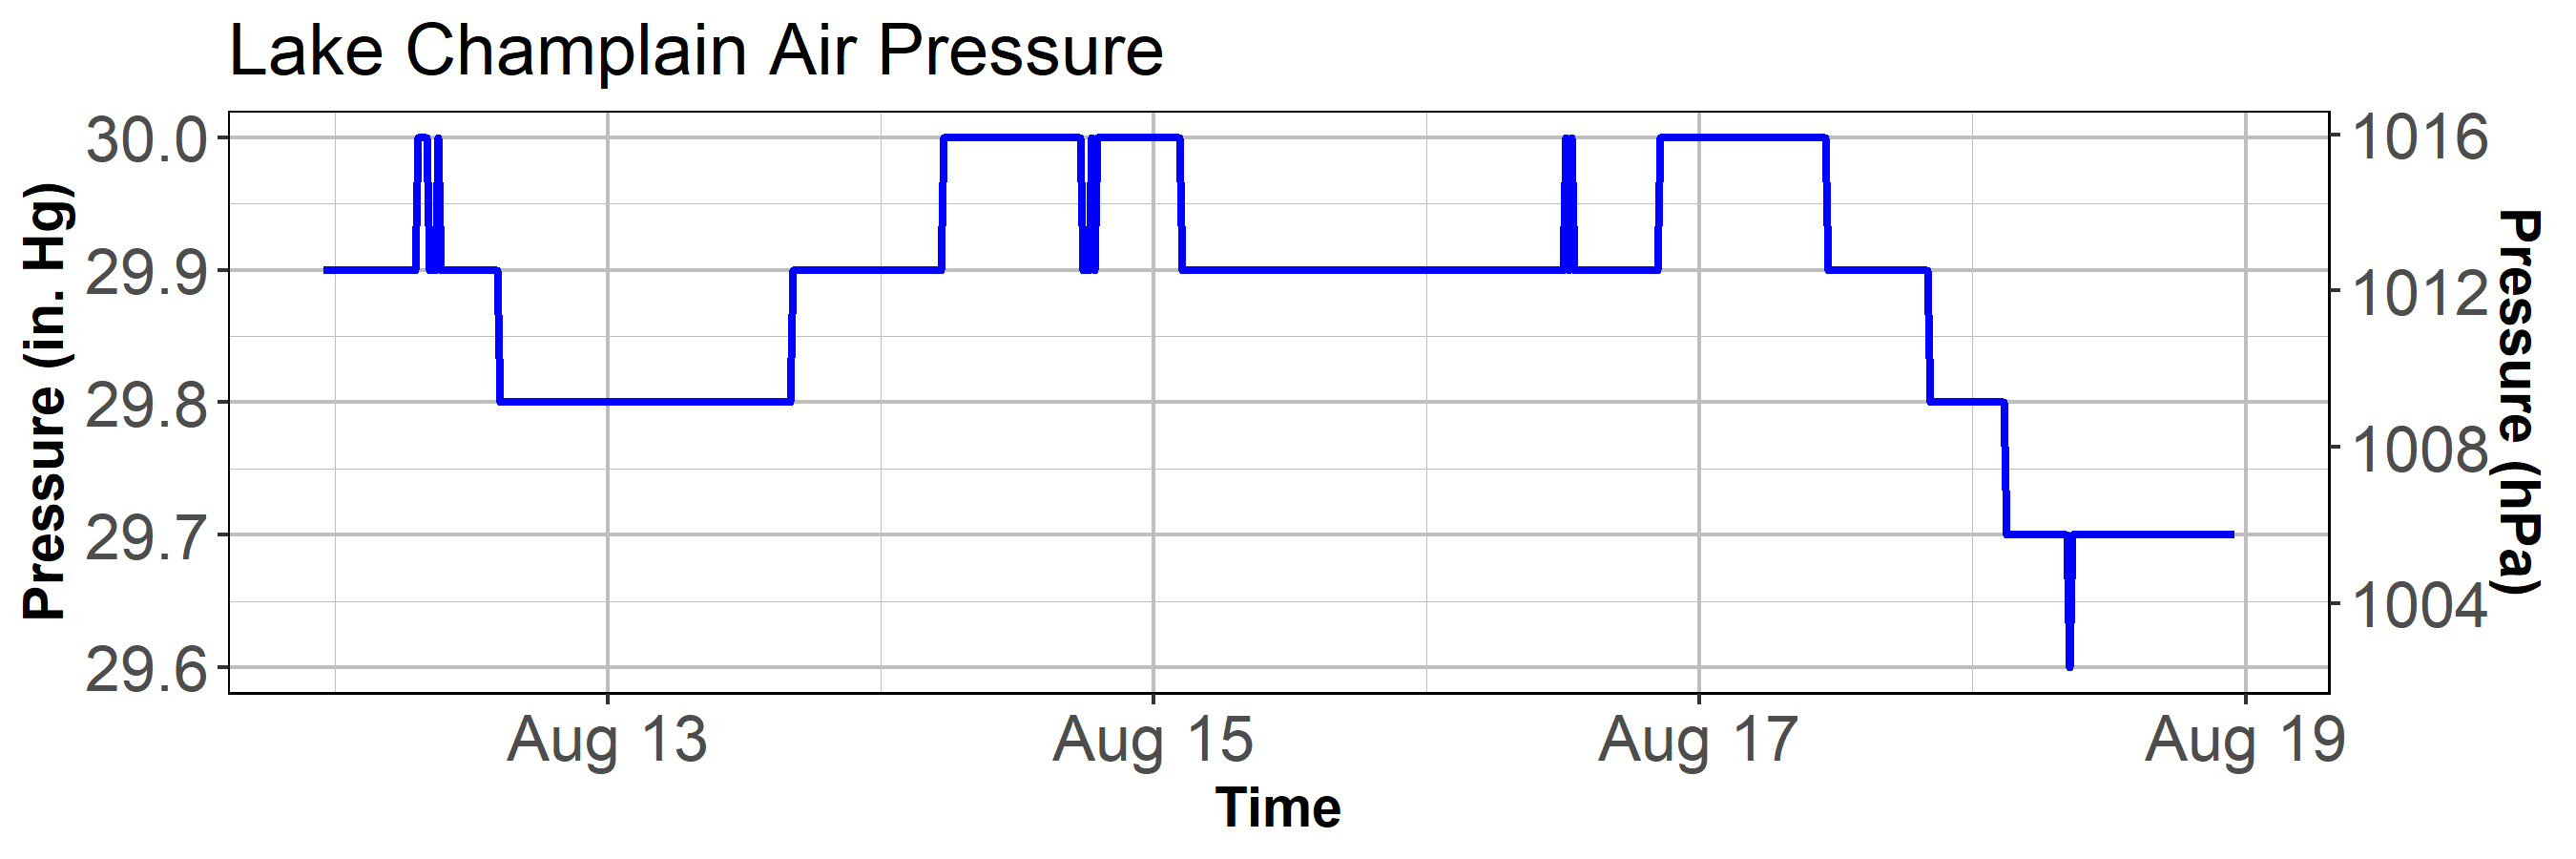 Lake Champlain Air Pressure
Pressure (in. Hg)
30.0
29.9
29.8
29.7
29.6
1016
1012
1008
1004
Pressure (hPa)
Aug 13
Aug 15
Aug 17
Aug 19
Time